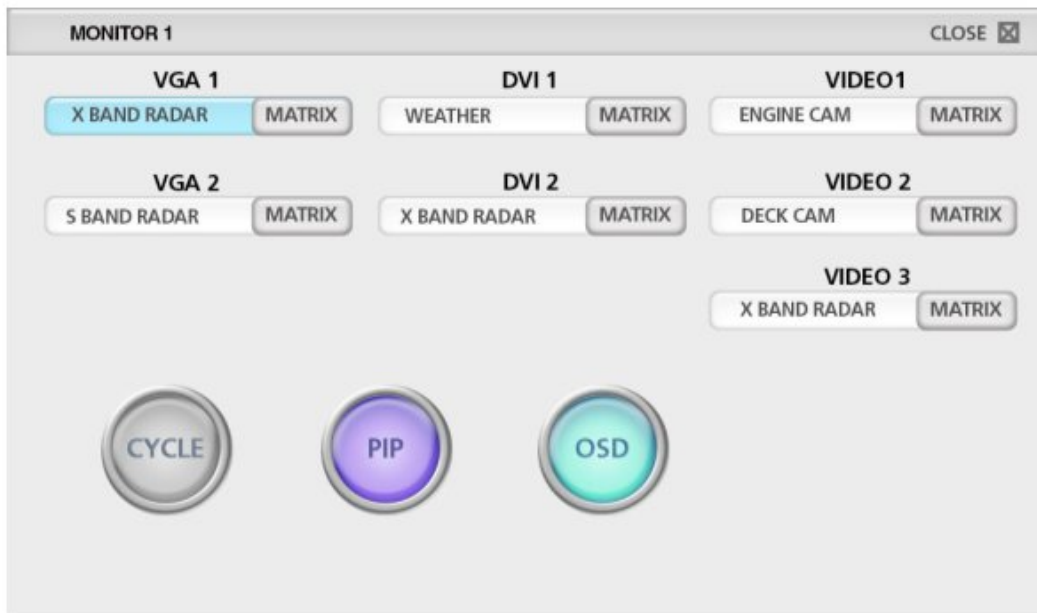 MONITOR 1 CLOSE
VGA 1 DVI 1 VIDEO1
X BAND RADAR MATRIX WEATHER MATRIX ENGINE CAM MATRIX
VGA 2 DVI 2 VIDEO 2
S BAND RADAR MATRIX X BAND RADAR MATRIX DECK CAM MATRIX
VIDEO 3
X BAND RADAR MATRIX
CYCLE PIP OSD